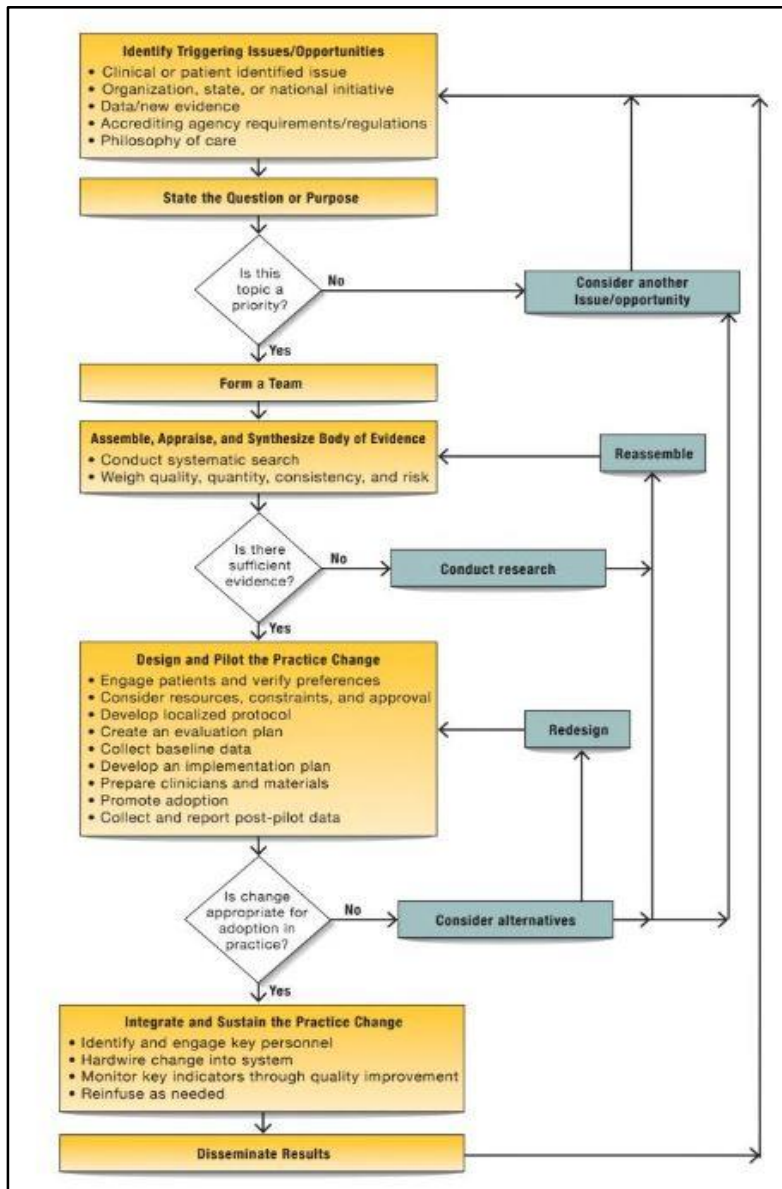 Identify Triggering Issues/Opportunities
• Clinical or patient identified issue
• Organization, state, or national initiative
• Data/new evidence
• Accrediting agency requirements/regulations
• Philosophy of care
State the Question or Purpose
Is this
topic a
priority?
No
Consider another
Issue/opportunity
Yes
Form a Team
Assemble, Appraise, and Synthesize Body of Evidence
• Conduct systematic search
• Weigh quality, quantity, consistency, and risk
Reassemble
Is there
sufficient
evidence?
No
Conduct research
Yes
Design and Pilot the Practice Change
• Engage patients and verify preferences
• Consider resources, constraints, and approval
• Develop localized protocol
• Create an evaluation plan
• Collect baseline data
• Develop an implementation plan
• Prepare clinicians and materials
• Promote adoption
• Collect and report post-pilot data
Redesign
Is change
appropriate for
adoption in
practice?
No
Consider alternatives
Yes
Integrate and Sustain the Practice Change
• Identify and engage key personnel
• Hardwire change into system
• Monitor key indicators through quality improvement
• Reinfuse as needed
Disseminate Results